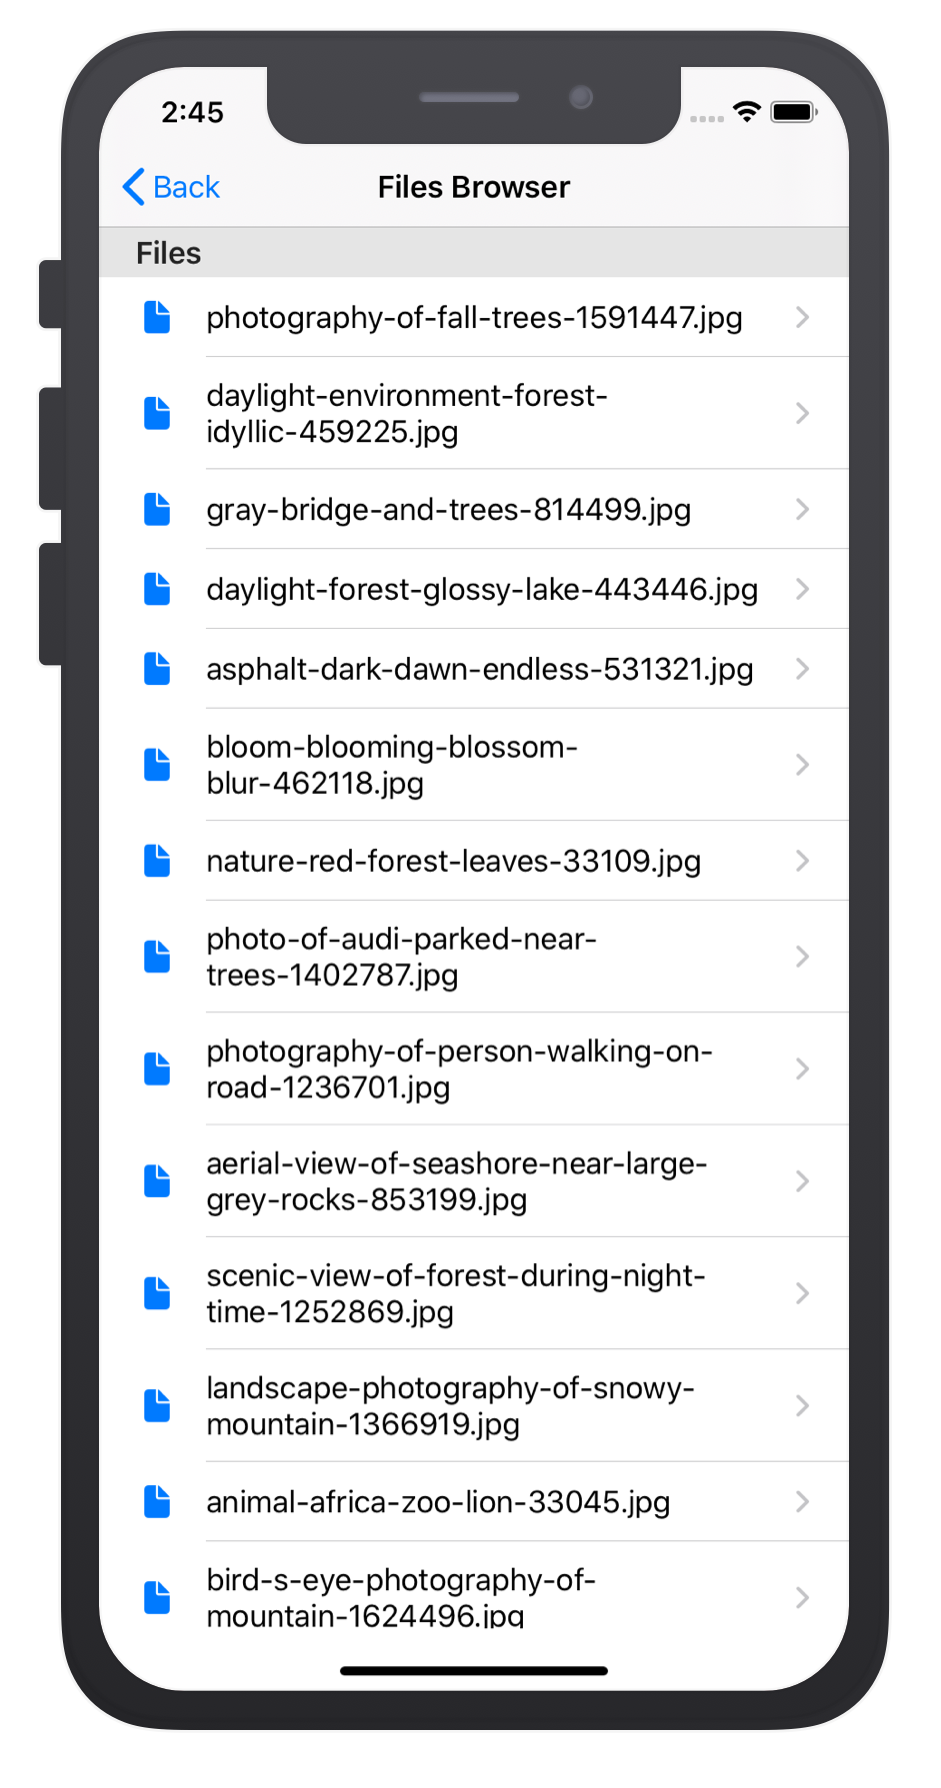 2:45
Back
Files Browser
Files
photography-of-fall-trees-1591447.jpg
daylight-environment-forest-
idyllic-459225.jpg
gray-bridge-and-trees-814499.jpg
daylight-forest-glossy-lake-443446.jpg
asphalt-dark-dawn-endless-531321.jpg
bloom-blooming-blossom-
blur-462118.jpg
nature-red-forest-leaves-33109.jpg
photo-of-audi-parked-near-
trees-1402787.jpg
photography-of-person-walking-on-
road-1236701.jpg
aerial-view-of-seashore-near-large-
grey-rocks-853199.jpg
scenic-view-of-forest-during-night-
time-1252869.jpg
landscape-photography-of-snowy-
mountain-1366919.jpg
animal-africa-zoo-lion-33045.jpg
bird-s-eye-photography-of-
mountain-1624496.jpg